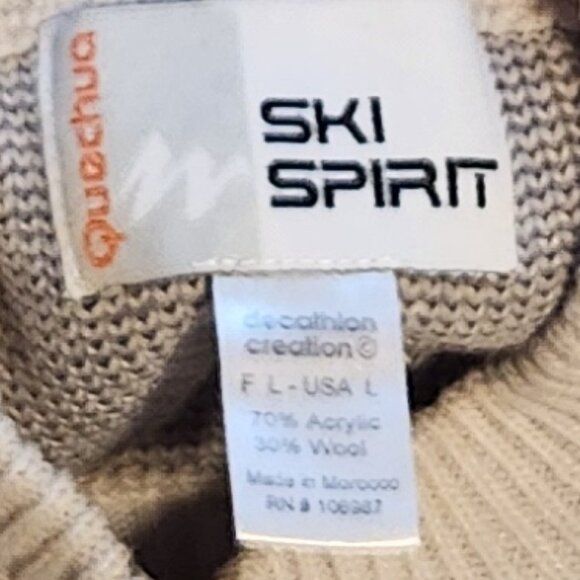 Quechua
SKI
SPIRIT
decathlon
creation©
F L - USA L
70% Acrylic
30% Wool
Made in Morocco
RN # 106987